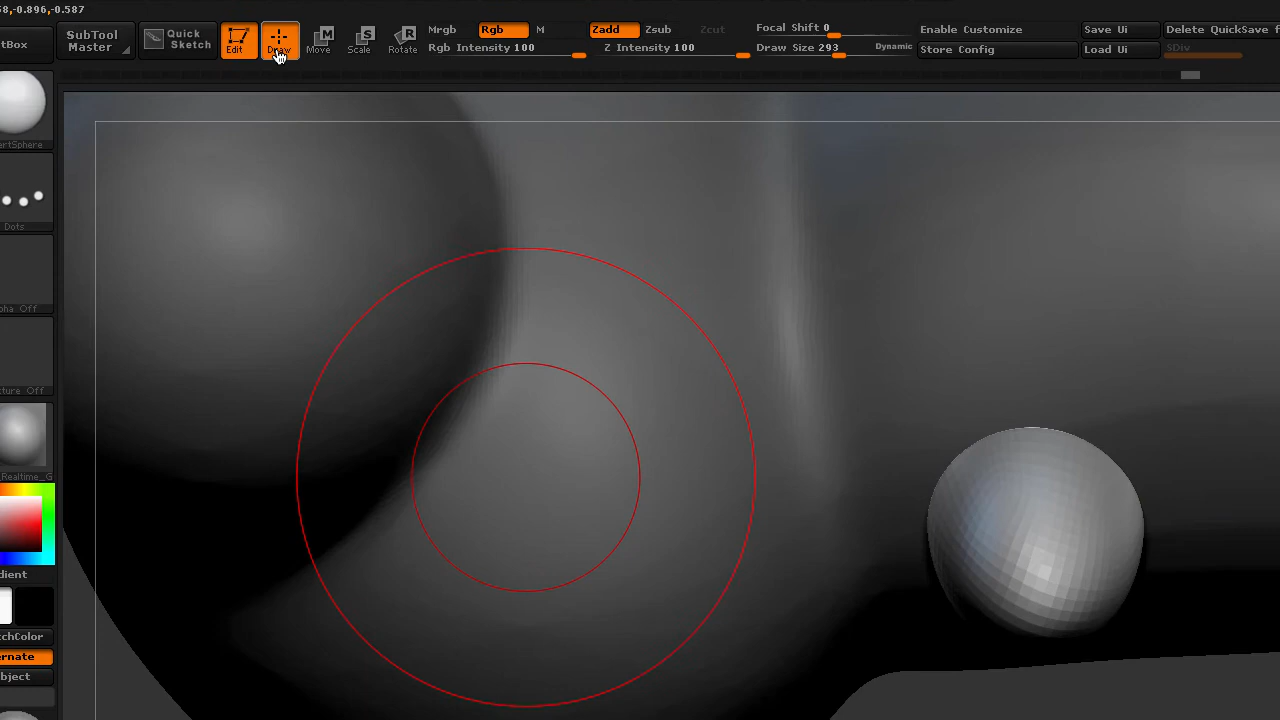 58,-0.896,-0.587
tBox
SubTool Master
Quick Sketch
Edit
Draw
Move
Scale
Rotate
Mrgb
Rgb
M
Rgb Intensity 100
Zadd
Zsub
Zcut
Z Intensity 100
Focal Shift 0
Draw Size 293
Dynamic
Enable Customize
Store Config
Save Ui
Load Ui
Delete QuickSave f
SDiv
ertSphere
Dots
pha Off
ture Off
Realtime_G
dient
tchColor
rnate
bject